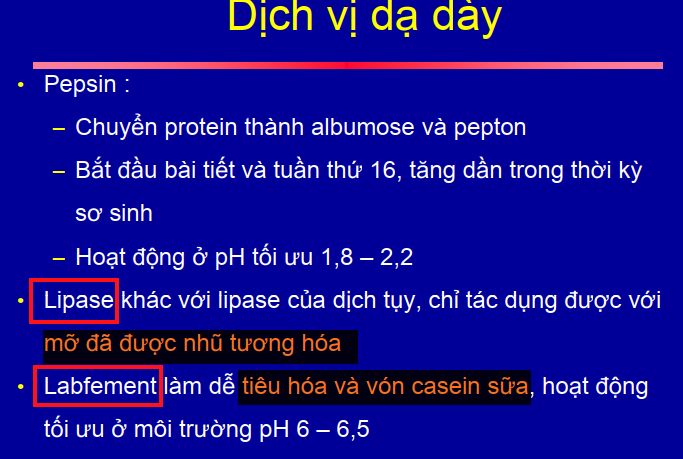 Dịch vị dạ dày
• Pepsin :
– Chuyển protein thành albumose và pepton
– Bắt đầu bài tiết và tuần thứ 16, tăng dần trong thời kỳ
sơ sinh
– Hoạt động ở pH tối ưu 1,8 – 2,2
• Lipase khác với lipase của dịch tụy, chỉ tác dụng được với
mỡ đã được nhũ tương hóa
• Labfement làm dễ tiêu hóa và vón casein sữa, hoạt động
tối ưu ở môi trường pH 6 – 6,5